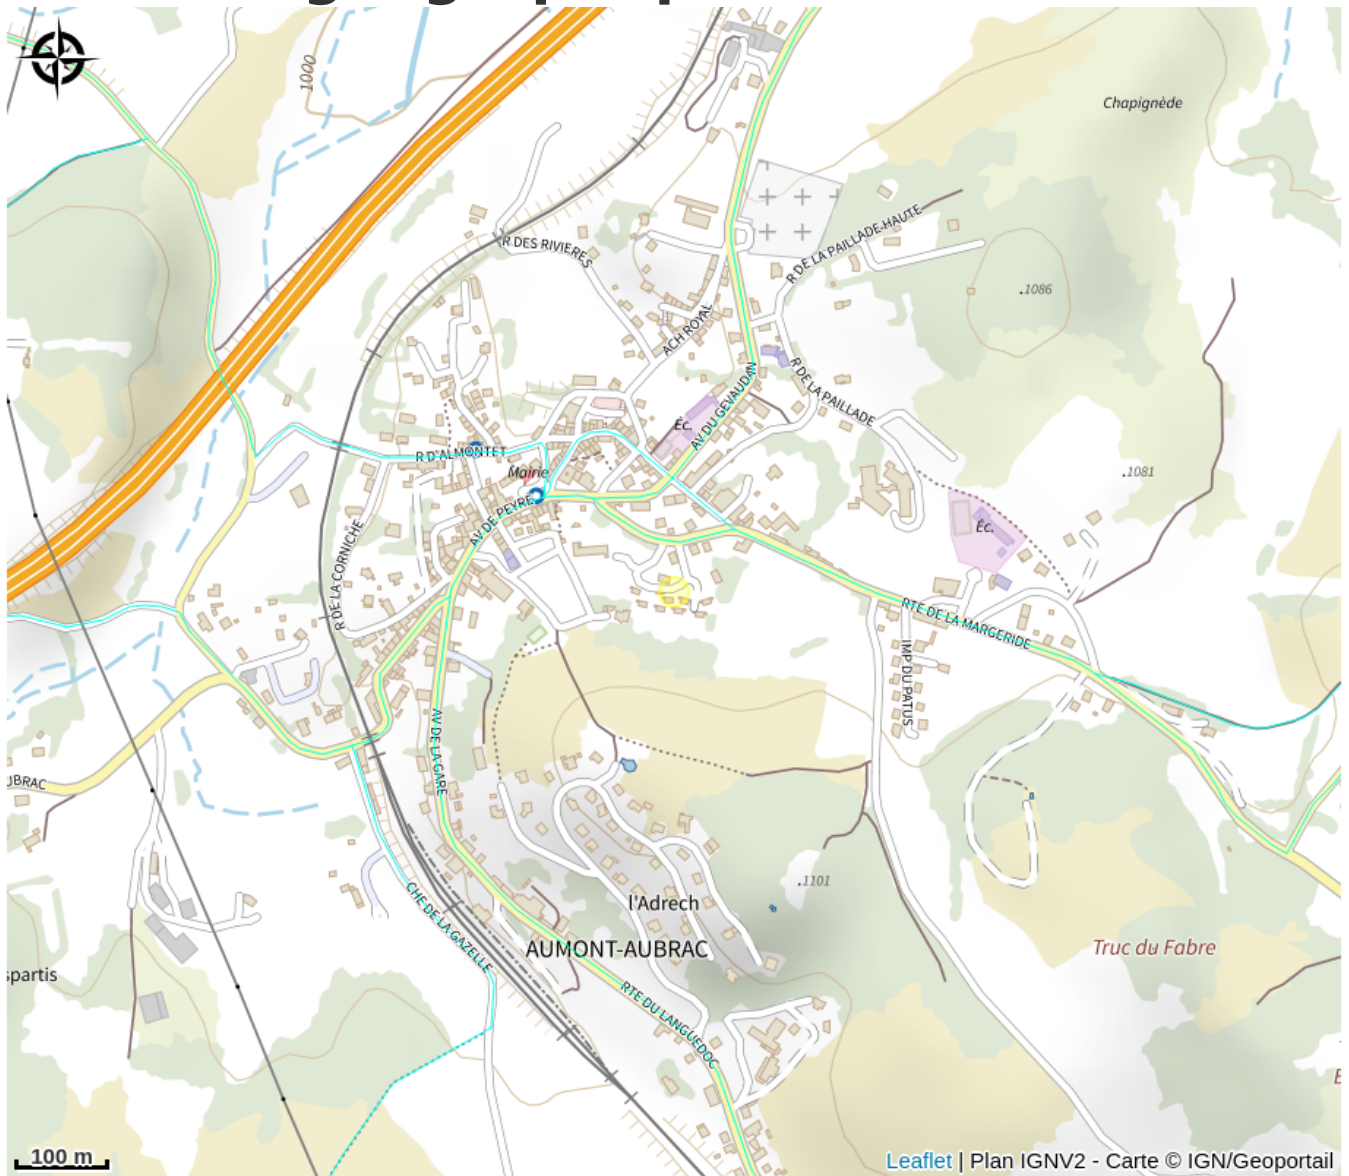 1000
Chapignède
R DE LA PAILLADE HAUTE
R DES RIVIERES
.1086
ACH ROYAL
R DE LA PAILLADE
AV DU GEVAUDAN
Éc.
R D'ALMONTET
Mairie
.1081
AV DE PEYRE
Éc.
R DE LA CORNICHE
RTE DE LA MARGERIDE
IMP DU PATUS
AV DE LA GARE
UBRAC
.1101
l'Adrech
CHE DE LA GAZELLE
AUMONT-AUBRAC
Truc du Fabre
spartis
RTE DU LANGUEDOC
100 m
Leaflet | Plan IGNV2 - Carte © IGN/Geoportail